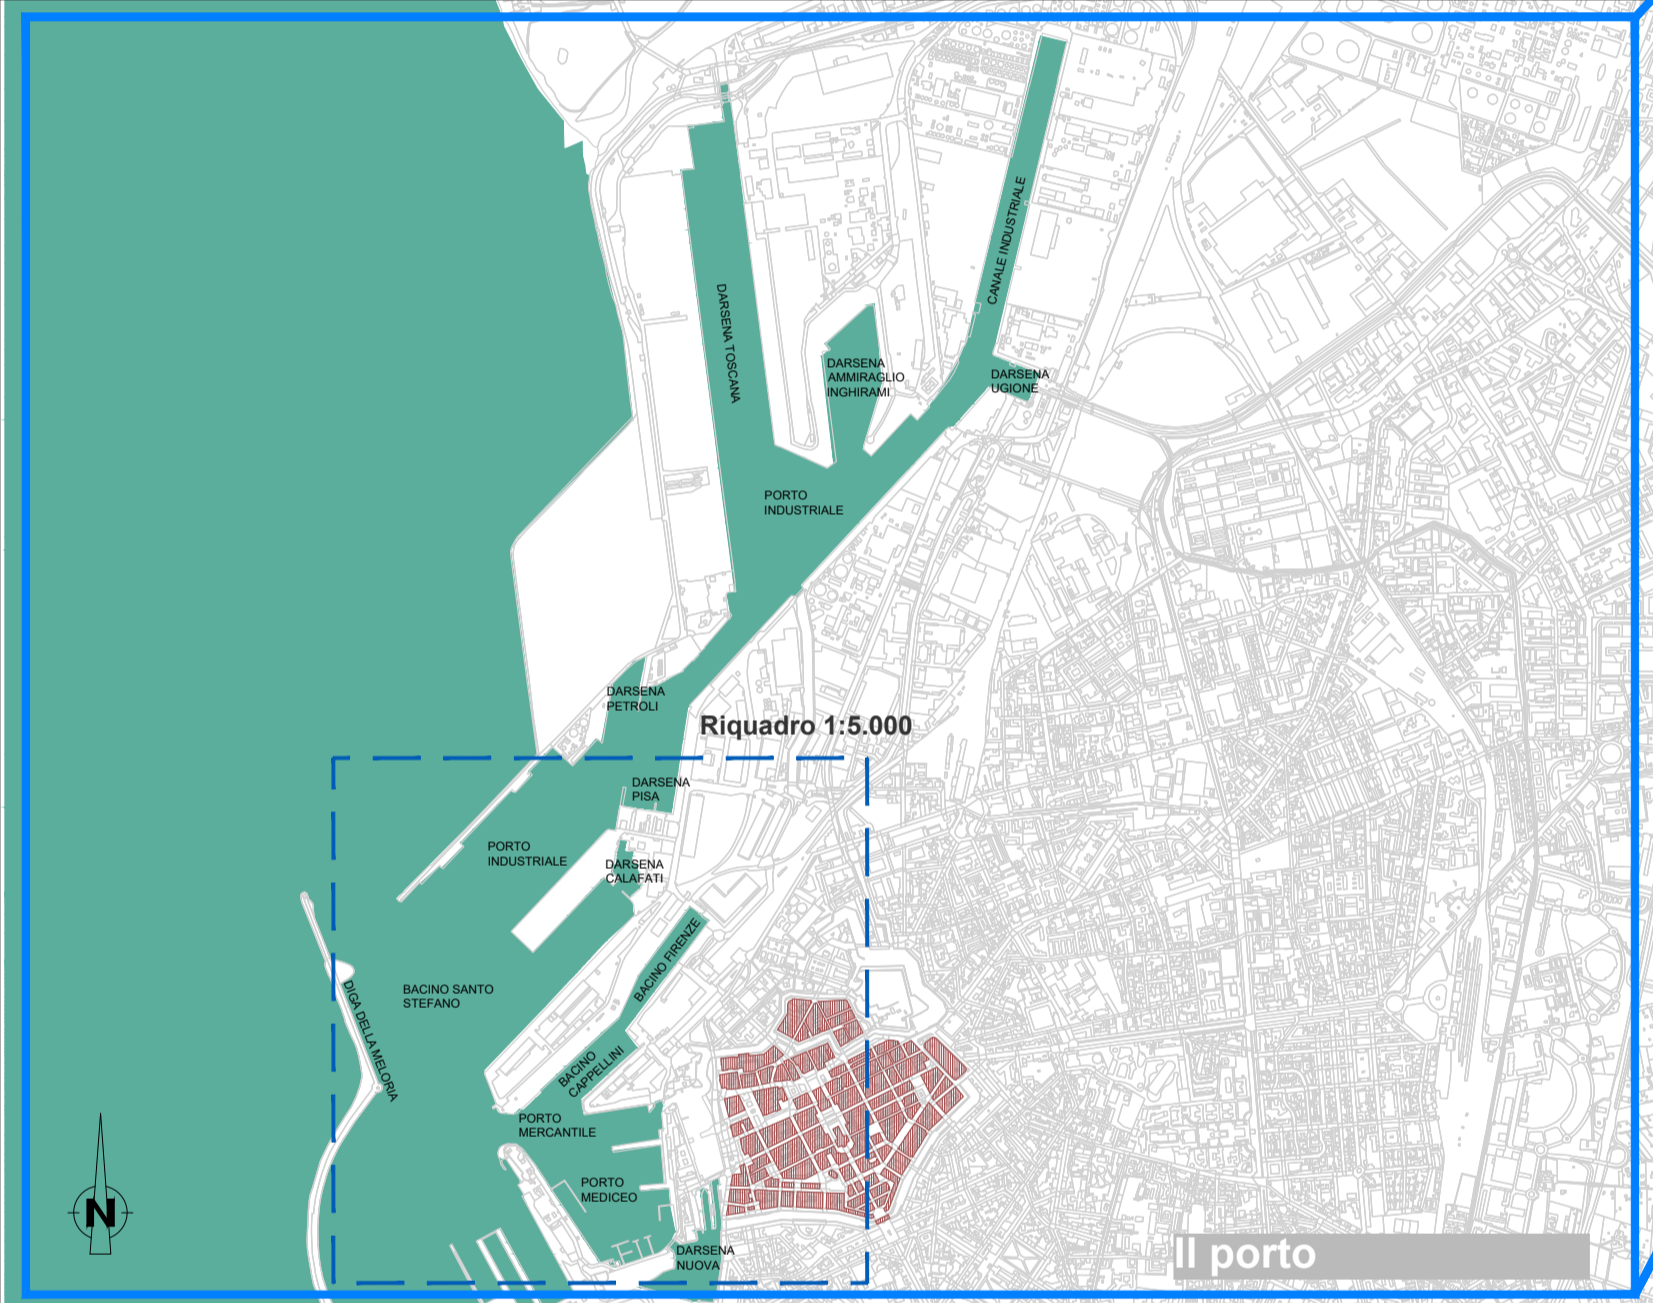 CANALE INDUSTRIALE
DARSENA TOSCANA
DARSENA
AMMIRAGLIO
INGHIRAMI
DARSENA
UGIONE
PORTO
INDUSTRIALE
DARSENA
PETROLI
Riquadro 1:5.000
DARSENA
PISA
PORTO
INDUSTRIALE
DARSENA
CALAFATI
BACINO FIRENZE
BACINO SANTO
STEFANO
DIGA DELLA MELORIA
BACINO
CAPPELLINI
PORTO
MERCANTILE
PORTO
MEDICEO
N
DARSENA
NUOVA
Il porto